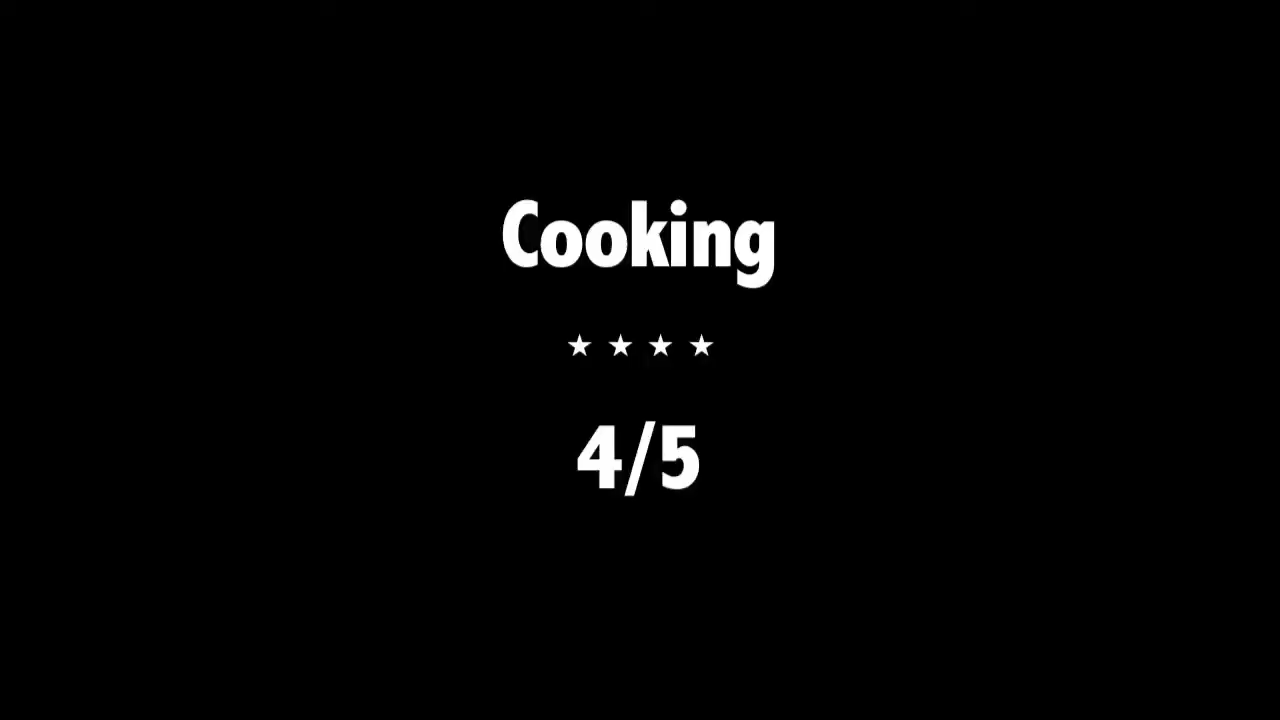 Cooking
★ ★ ★ ★
4/5